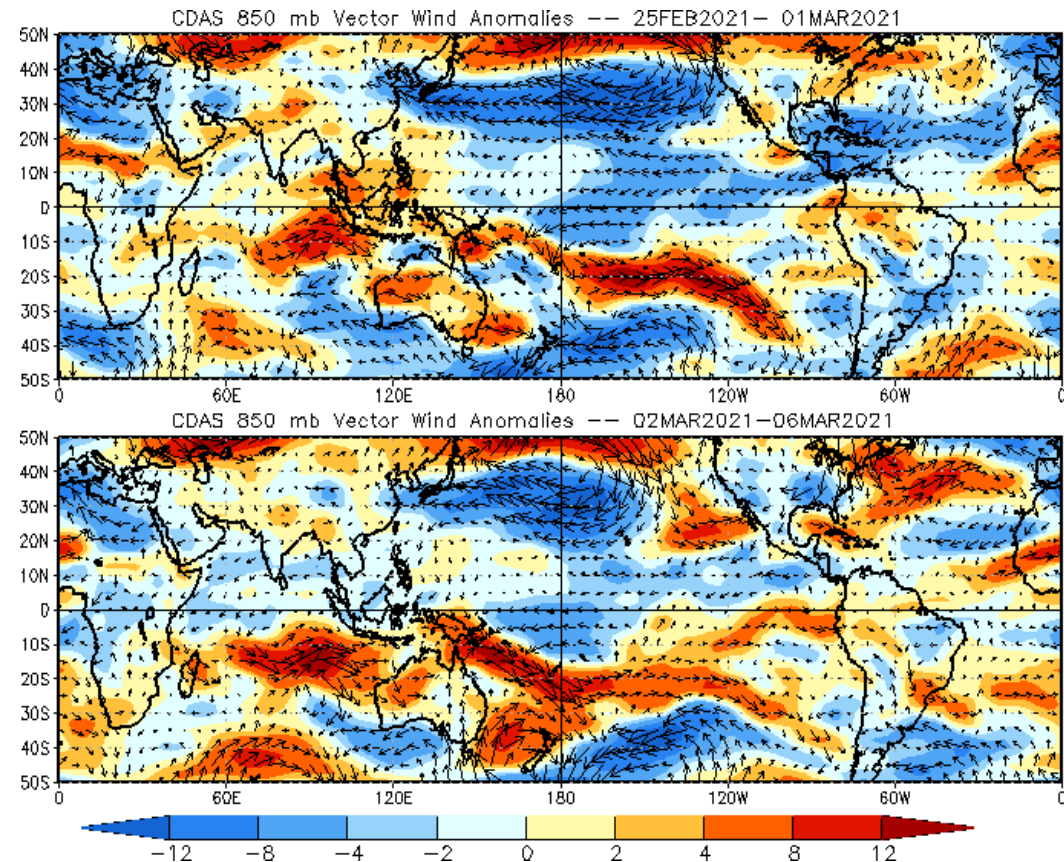 CDAS 850 mb Vector Wind Anomalies -- 25FEB2021- 01MAR2021
50N
40N
30N
20N
10N
0
10S
20S
30S
40S
50S
0 60E 120E 180 120W 60W 0
CDAS 850 mb Vector Wind Anomalies -- 02MAR2021-06MAR2021
50N
40N
30N
20N
10N
0
10S
20S
30S
40S
50S
0 60E 120E 180 120W 60W 0
-12 -8 -4 -2 0 2 4 8 12